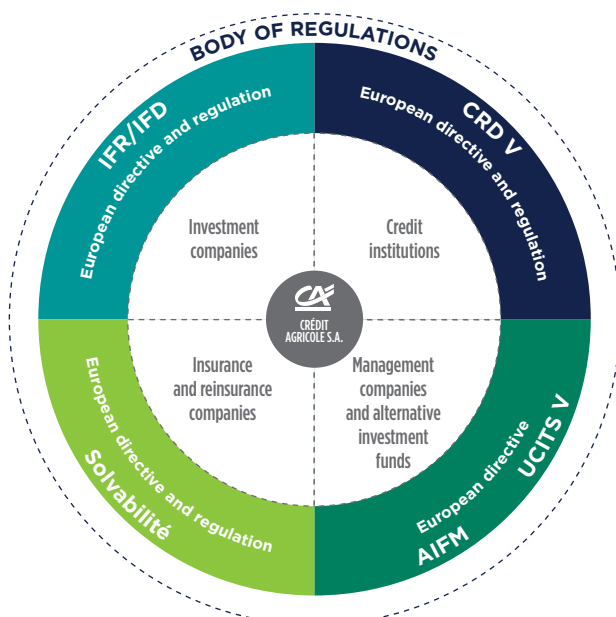 BODY OF REGULATIONS
IFR/IFD
European directive and regulation
CRD V
European directive and regulation
Investment
companies
Credit
institutions
CA
CRÉDIT
AGRICOLE S.A.
Insurance
and reinsurance
companies
Management
companies
and alternative
investment
funds
European directive and regulation
Solvabilité
European directive
UCITS V
AIFM